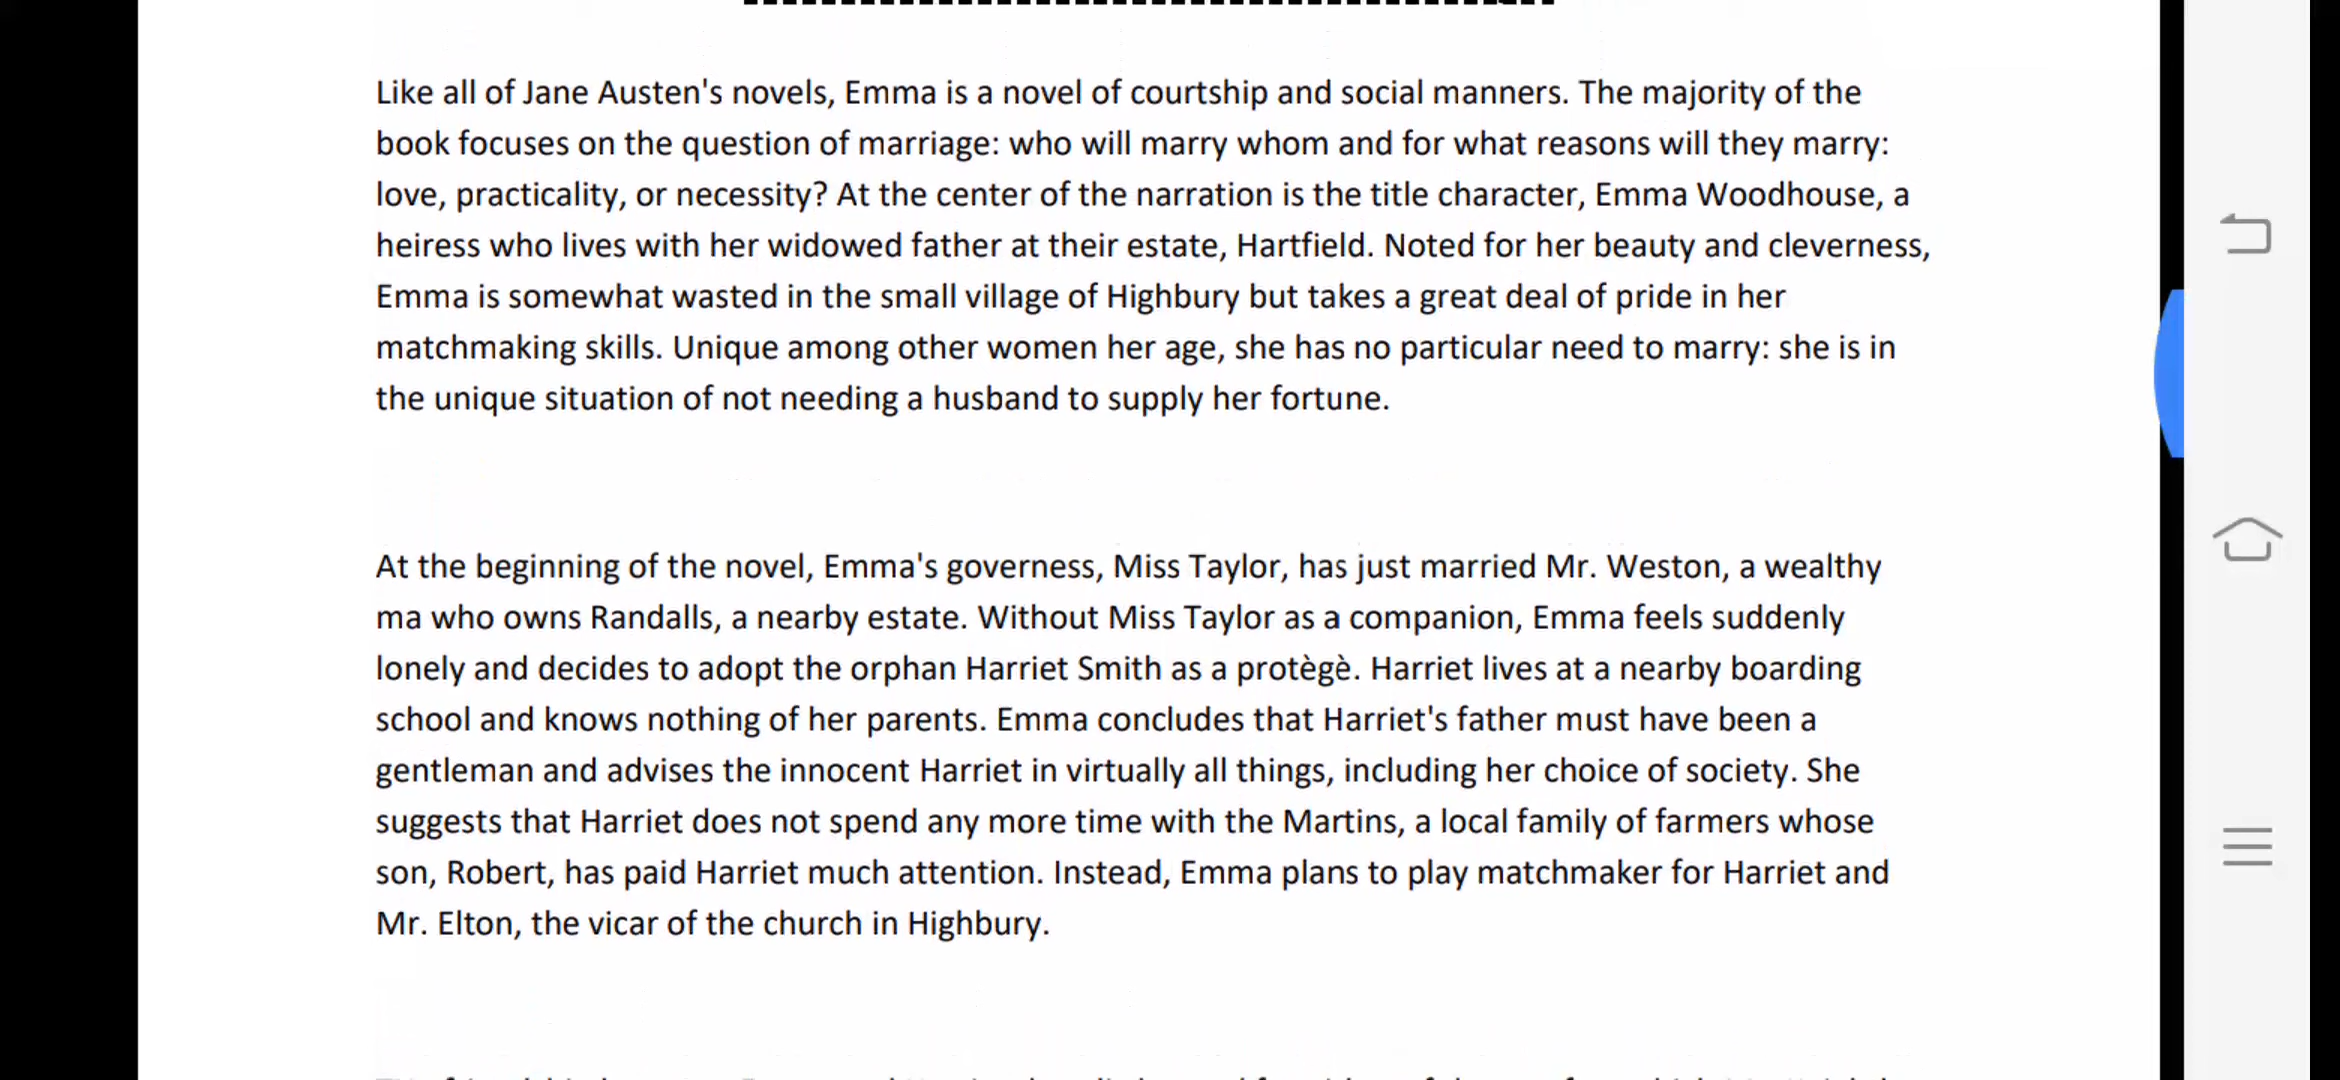 Like all of Jane Austen's novels, Emma is a novel of courtship and social manners. The majority of the
book focuses on the question of marriage: who will marry whom and for what reasons will they marry:
love, practicality, or necessity? At the center of the narration is the title character, Emma Woodhouse, a
heiress who lives with her widowed father at their estate, Hartfield. Noted for her beauty and cleverness,
Emma is somewhat wasted in the small village of Highbury but takes a great deal of pride in her
matchmaking skills. Unique among other women her age, she has no particular need to marry: she is in
the unique situation of not needing a husband to supply her fortune.
At the beginning of the novel, Emma's governess, Miss Taylor, has just married Mr. Weston, a wealthy
ma who owns Randalls, a nearby estate. Without Miss Taylor as a companion, Emma feels suddenly
lonely and decides to adopt the orphan Harriet Smith as a protègè. Harriet lives at a nearby boarding
school and knows nothing of her parents. Emma concludes that Harriet's father must have been a
gentleman and advises the innocent Harriet in virtually all things, including her choice of society. She
suggests that Harriet does not spend any more time with the Martins, a local family of farmers whose
son, Robert, has paid Harriet much attention. Instead, Emma plans to play matchmaker for Harriet and
Mr. Elton, the vicar of the church in Highbury.